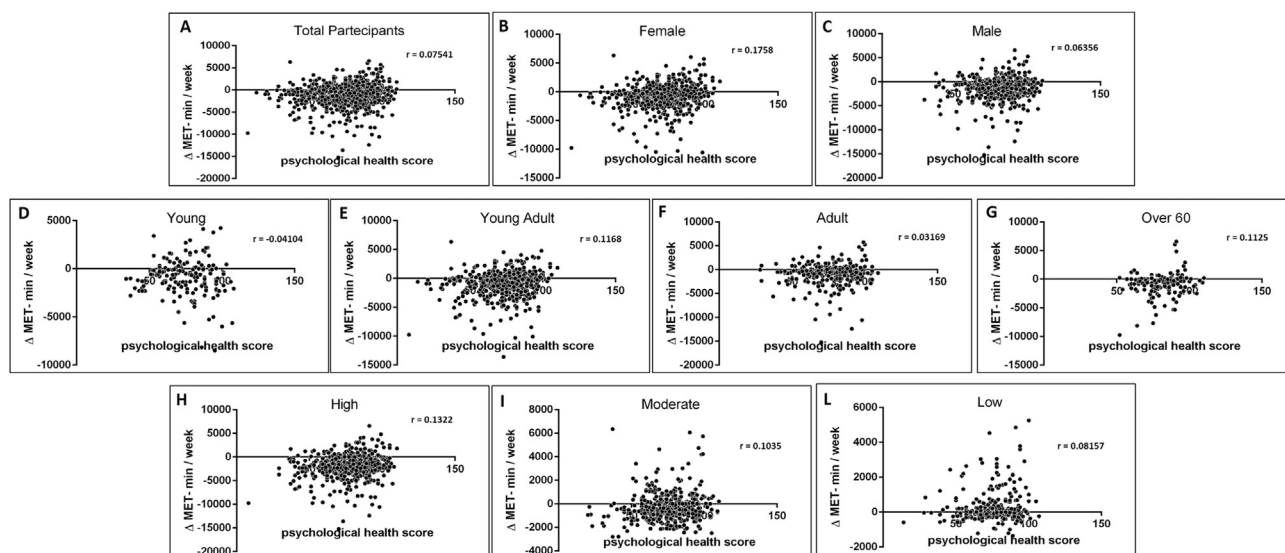 A
Total Partecipants
r = 0.07541
10000
5000
0
-5000
-10000
-15000
-20000
150
Δ MET- min / week
psychological health score
B
Female
r = 0.1758
10000
5000
0
-5000
-10000
-15000
150
Δ MET- min / week
psychological health score
C
Male
r = 0.06356
10000
5000
0
-5000
-10000
-15000
-20000
150
Δ MET- min / week
psychological health score
D
Young
r = -0.04104
5000
0
-5000
-10000
50
150
Δ MET- min / week
psychological health score
E
Young Adult
r = 0.1168
10000
5000
0
-5000
-10000
-15000
150
Δ MET- min / week
psychological health score
F
Adult
r = 0.03169
10000
5000
0
-5000
-10000
-15000
-20000
150
Δ MET- min / week
psychological health score
G
Over 60
r = 0.1125
10000
5000
0
-5000
-10000
-15000
50
150
Δ MET- min / week
psychological health score
H
High
r = 0.1322
10000
5000
0
-5000
-10000
-15000
-20000
150
Δ MET- min / week
psychological health score
I
Moderate
r = 0.1035
8000
6000
4000
2000
0
-2000
-4000
150
Δ MET- min / week
psychological health score
L
Low
r = 0.08157
6000
4000
2000
0
-2000
50
100
150
Δ MET- min / week
psychological health score